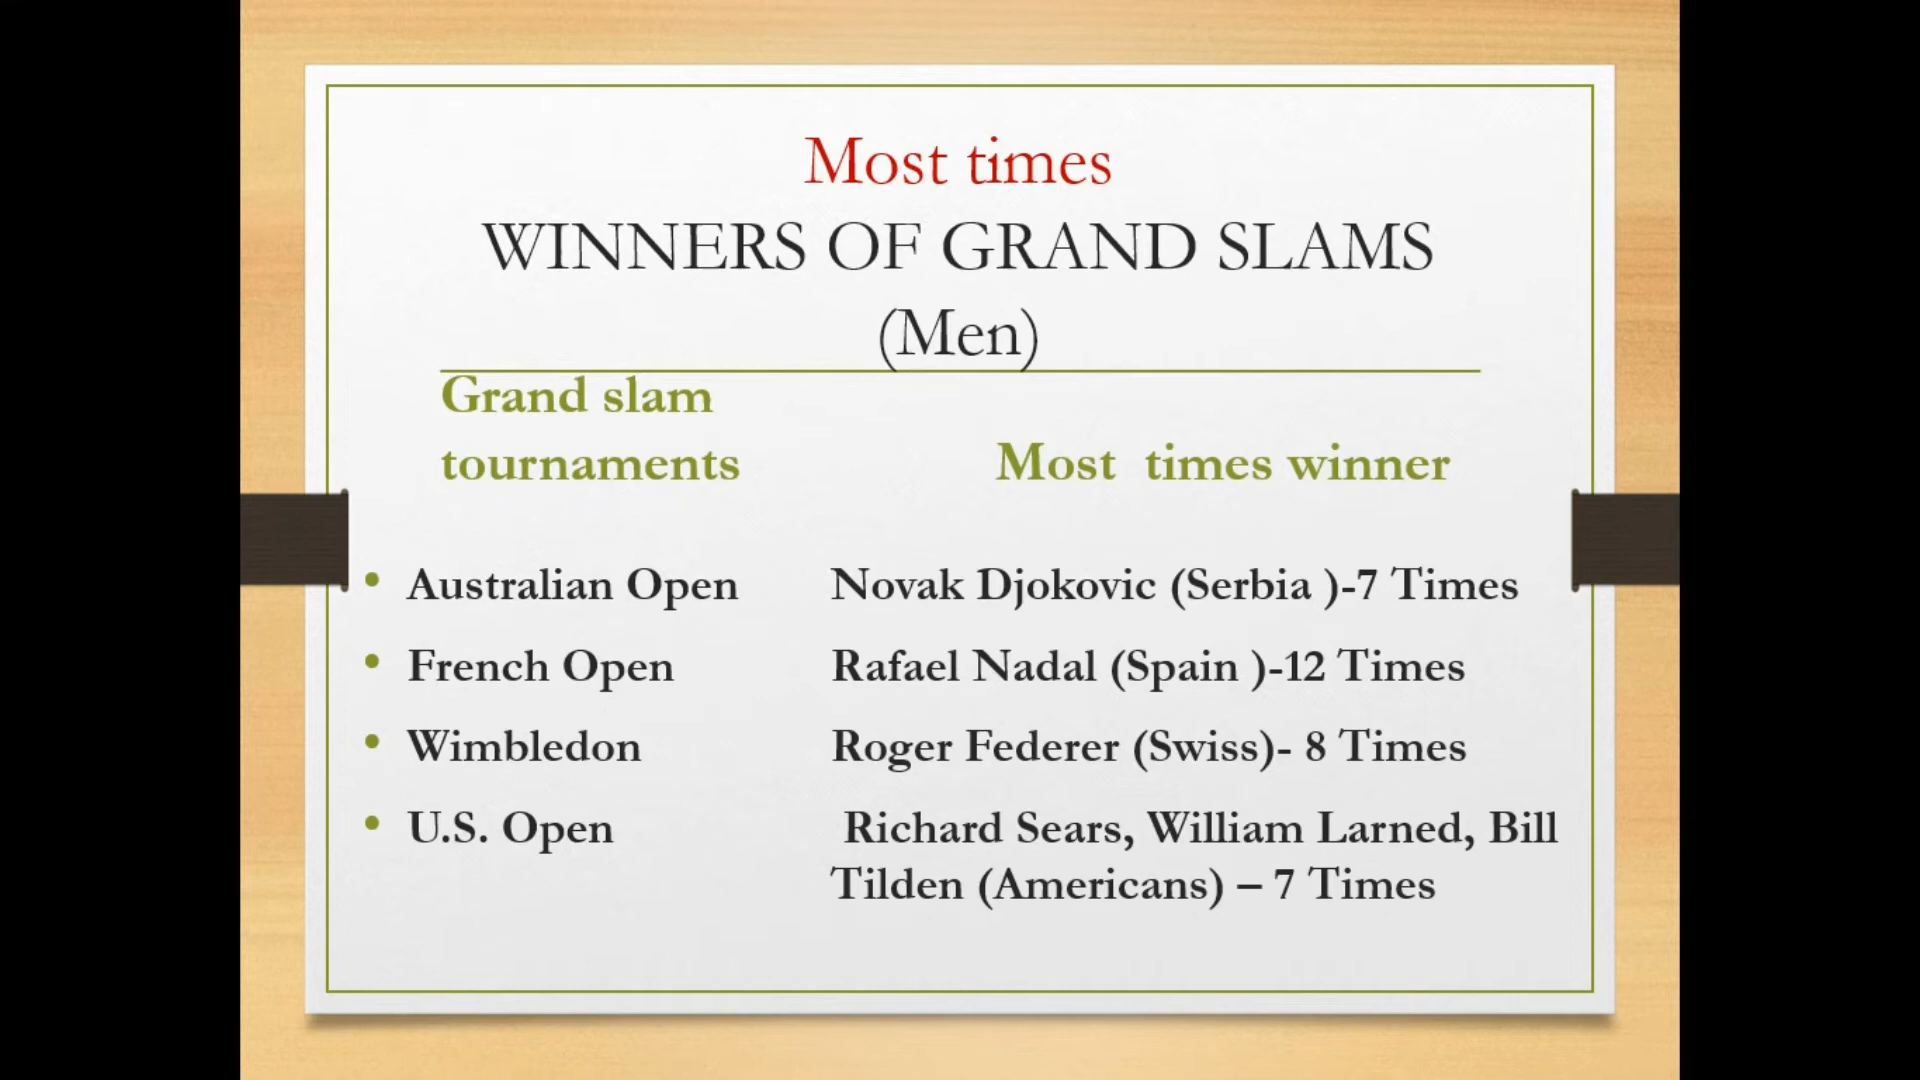 Most times
WINNERS OF GRAND SLAMS
(Men)
Grand slam
tournaments
Most  times winner
• Australian Open Novak Djokovic (Serbia )-7 Times
• French Open Rafael Nadal (Spain )-12 Times
• Wimbledon Roger Federer (Swiss)- 8 Times
• U.S. Open Richard Sears, William Larned, Bill
Tilden (Americans) – 7 Times